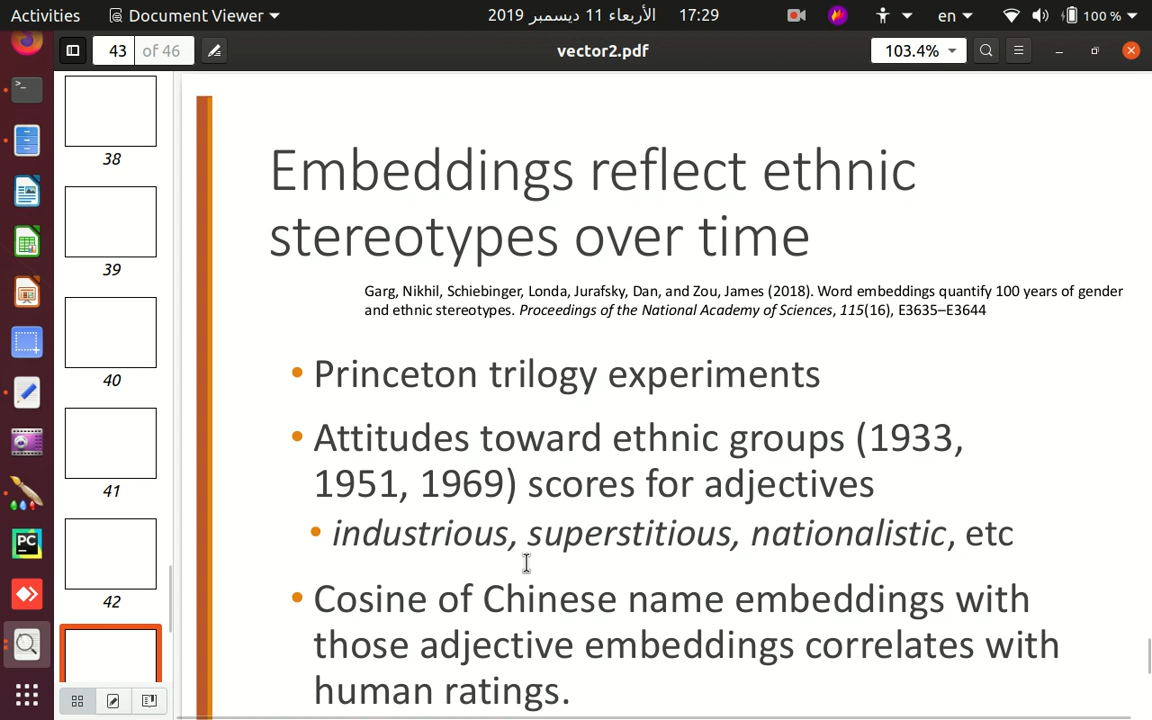 Activities
Document Viewer
الأربعاء 11 ديسمبر 2019 17:29
en
100 %
43 of 46
vector2.pdf
103.4%
38
39
40
41
42
Embeddings reflect ethnic
stereotypes over time
Garg, Nikhil, Schiebinger, Londa, Jurafsky, Dan, and Zou, James (2018). Word embeddings quantify 100 years of gender
and ethnic stereotypes. Proceedings of the National Academy of Sciences, 115(16), E3635–E3644
• Princeton trilogy experiments
• Attitudes toward ethnic groups (1933,
1951, 1969) scores for adjectives
• industrious, superstitious, nationalistic, etc
• Cosine of Chinese name embeddings with
those adjective embeddings correlates with
human ratings.
PC